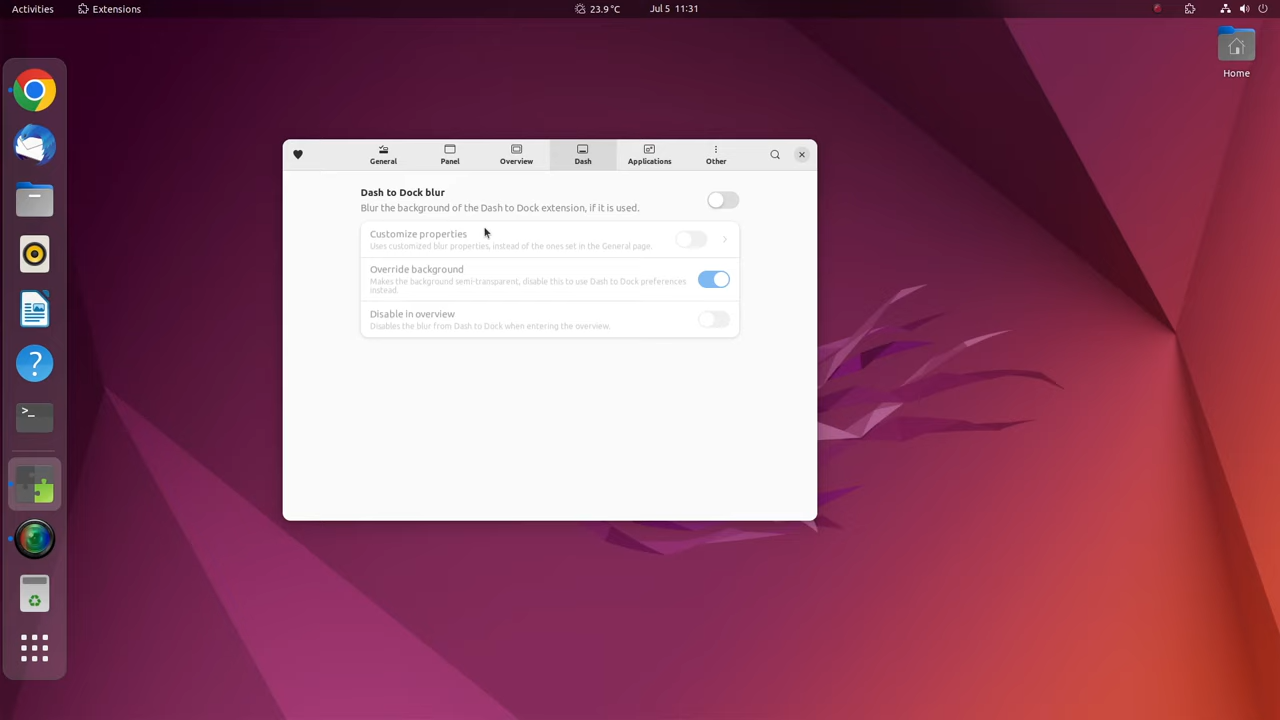 Activities
Extensions
23.9 °C
Jul 5 11:31
Home
General
Panel
Overview
Dash
Applications
Other
Dash to Dock blur
Blur the background of the Dash to Dock extension, if it is used.
Customize properties
Uses customized blur properties, instead of the ones set in the General page.
Override background
Makes the background semi-transparent, disable this to use Dash to Dock preferences
instead.
Disable in overview
Disables the blur from Dash to Dock when entering the overview.
?
>_